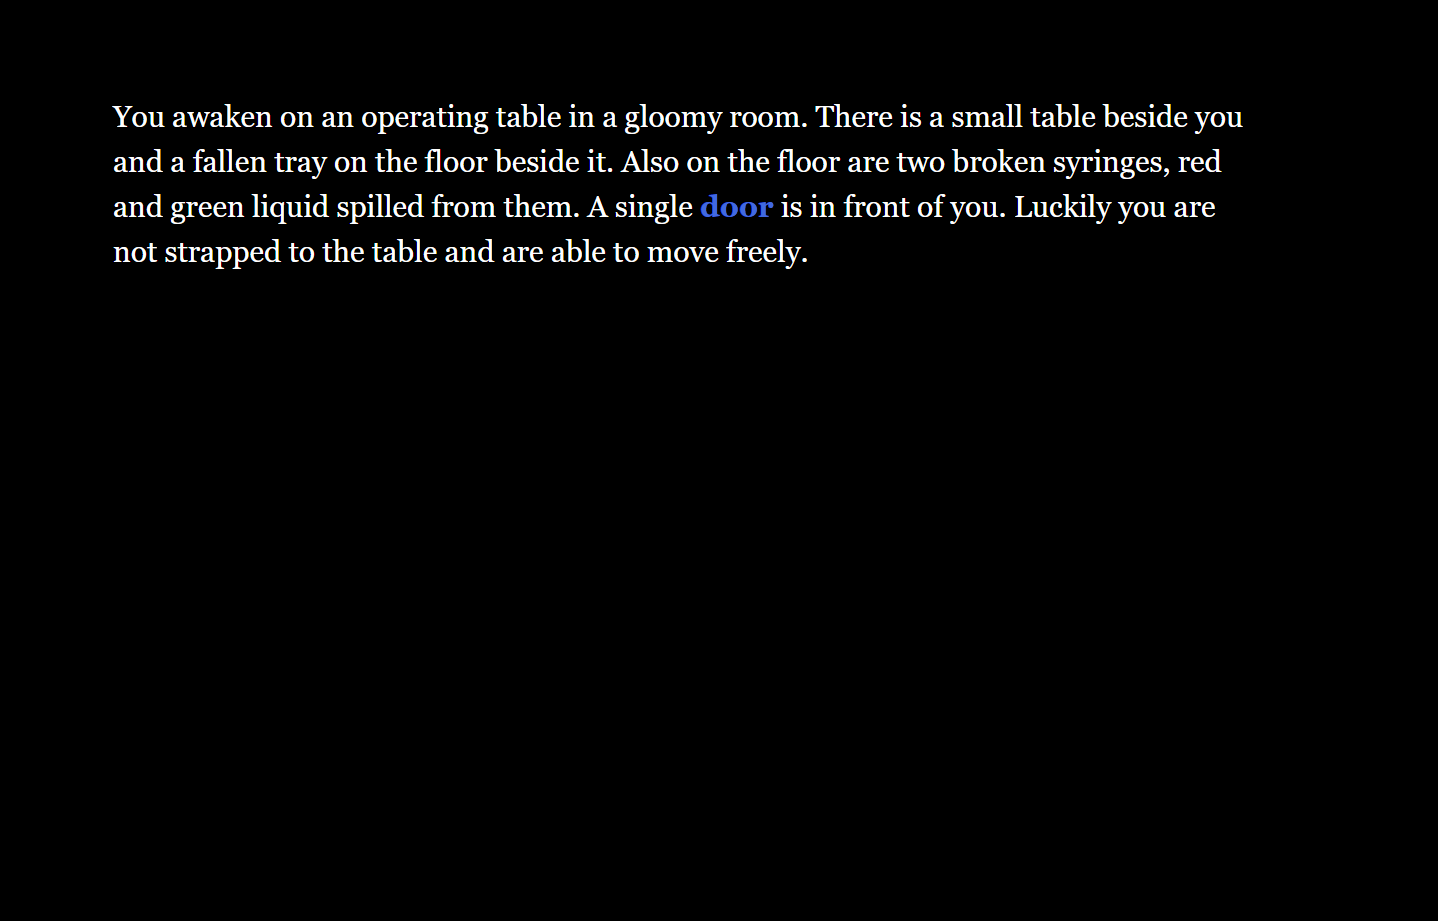 You awaken on an operating table in a gloomy room. There is a small table beside you
and a fallen tray on the floor beside it. Also on the floor are two broken syringes, red
and green liquid spilled from them. A single door is in front of you. Luckily you are
not strapped to the table and are able to move freely.